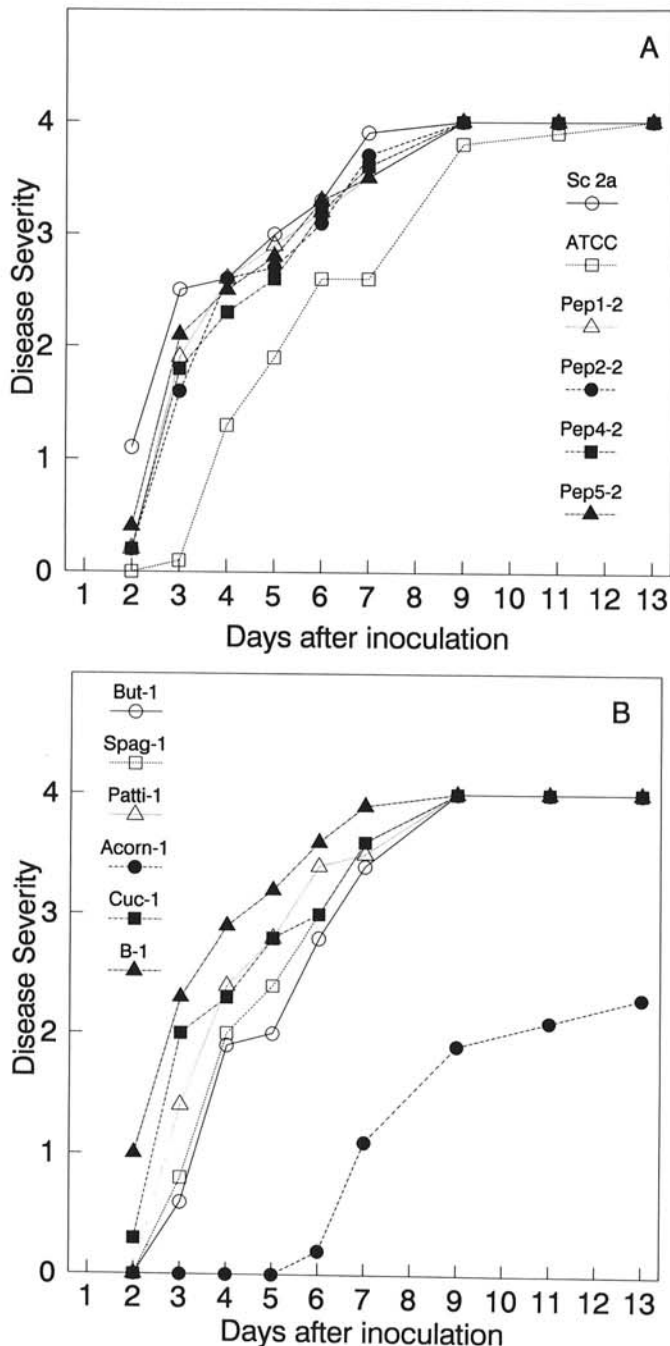 A
Disease Severity
4
3
2
1
0
Sc 2a
ATCC
Pep1-2
Pep2-2
Pep4-2
Pep5-2
1 2 3 4 5 6 7 9 9 10 11 12 13
Days after inoculation
B
Disease Severity
4
3
2
1
0
But-1
Spag-1
Patti-1
Acorn-1
Cuc-1
B-1
1 2 3 4 5 6 7 8 9 10 11 12 13
Days after inoculation